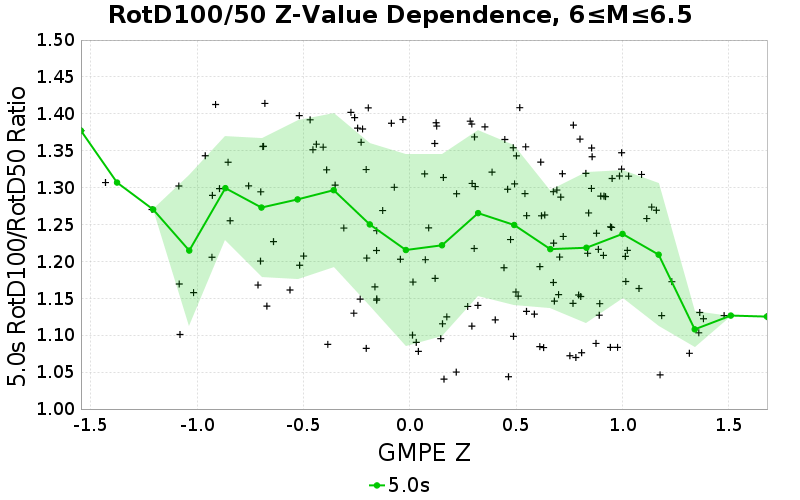 RotD100/50 Z-Value Dependence, 6≤M≤6.5
5.0s RotD100/RotD50 Ratio
1.50
1.45
1.40
1.35
1.30
1.25
1.20
1.15
1.10
1.05
1.00
-1.5 -1.0 -0.5 0.0 0.5 1.0 1.5
GMPE Z
5.0s